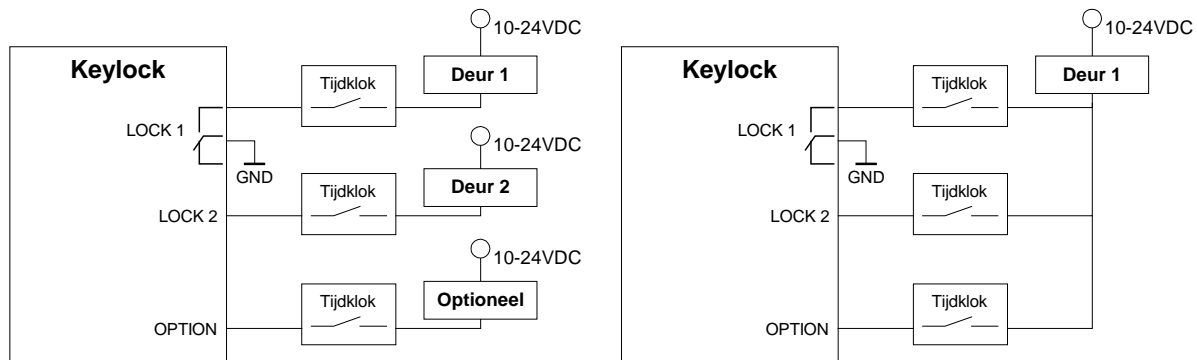 10-24VDC
Keylock
Tijdklok
Deur 1
LOCK 1
GND
10-24VDC
Tijdklok
Deur 2
LOCK 2
10-24VDC
Tijdklok
Optioneel
OPTION
10-24VDC
Keylock
Tijdklok
Deur 1
LOCK 1
GND
Tijdklok
LOCK 2
Tijdklok
OPTION